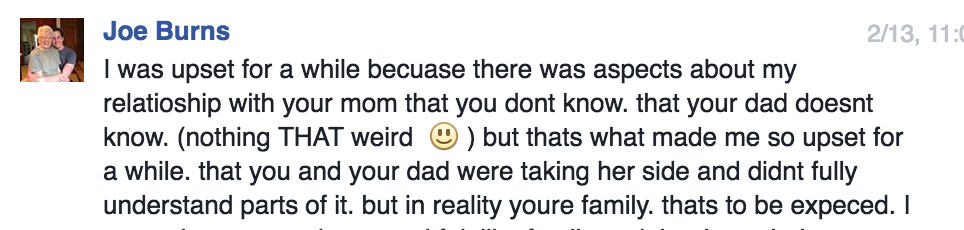 Joe Burns
2/13, 11:0
I was upset for a while becuase there was aspects about my
relatioship with your mom that you dont know. that your dad doesnt
know. (nothing THAT weird 🙂 ) but thats what made me so upset for
a while. that you and your dad were taking her side and didnt fully
understand parts of it. but in reality youre family. thats to be expeced. I